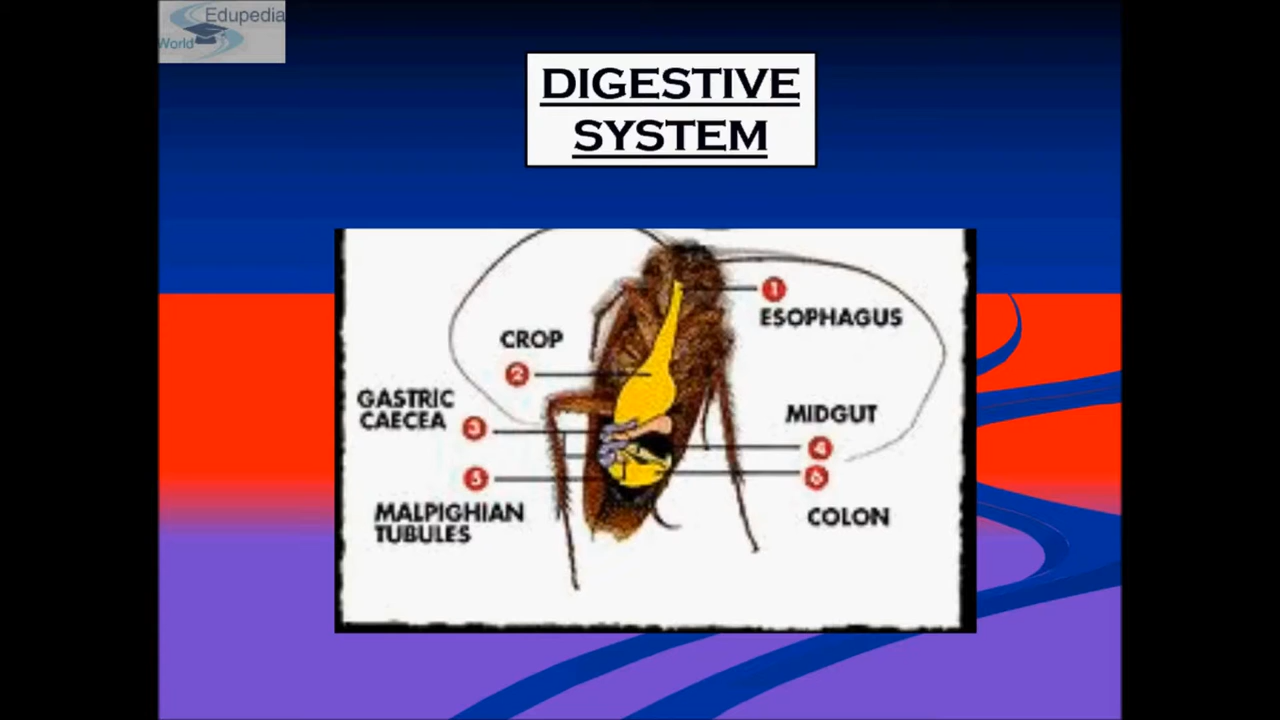 Edupedia
World
DIGESTIVE
SYSTEM
1
ESOPHAGUS
CROP
2
GASTRIC
CAECEA
3
MIDGUT
4
5
6
MALPIGHIAN
TUBULES
COLON